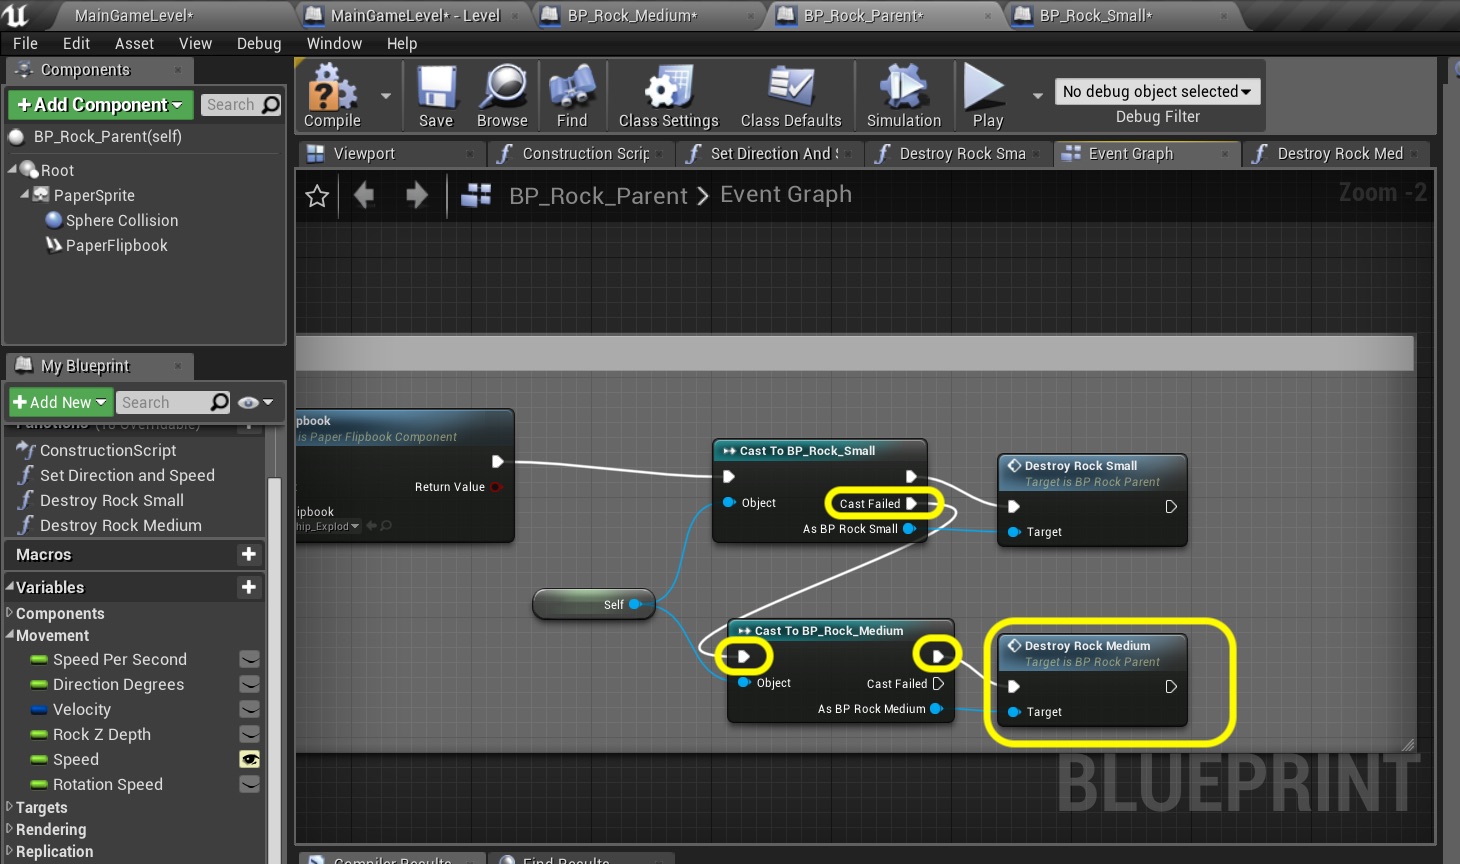 MainGameLevel*
MainGameLevel* - Level
BP_Rock_Medium*
BP_Rock_Parent*
BP_Rock_Small*
File Edit Asset View Debug Window Help
Components
+Add Component
Search
BP_Rock_Parent(self)
Root
PaperSprite
Sphere Collision
PaperFlipbook
Compile
Save
Browse
Find
Class Settings
Class Defaults
Simulation
Play
No debug object selected
Debug Filter
Viewport
Construction Scrip
Set Direction And
Destroy Rock Sma
Event Graph
Destroy Rock Med
BP_Rock_Parent > Event Graph
Zoom -2
My Blueprint
+Add New
Search
Functions (16 Overridable)
ConstructionScript
Set Direction and Speed
Destroy Rock Small
Destroy Rock Medium
Macros
Variables
Components
Movement
Speed Per Second
Direction Degrees
Velocity
Rock Z Depth
Speed
Rotation Speed
Targets
Rendering
Replication
pbook
is Paper Flipbook Component
Return Value
lipbook
hip_Explod
Cast To BP_Rock_Small
Object
Cast Failed
As BP Rock Small
Destroy Rock Small
Target is BP Rock Parent
Target
Self
Cast To BP_Rock_Medium
Object
Cast Failed
As BP Rock Medium
Destroy Rock Medium
Target is BP Rock Parent
Target
BLUEPRINT
Compiler Results
Find Results